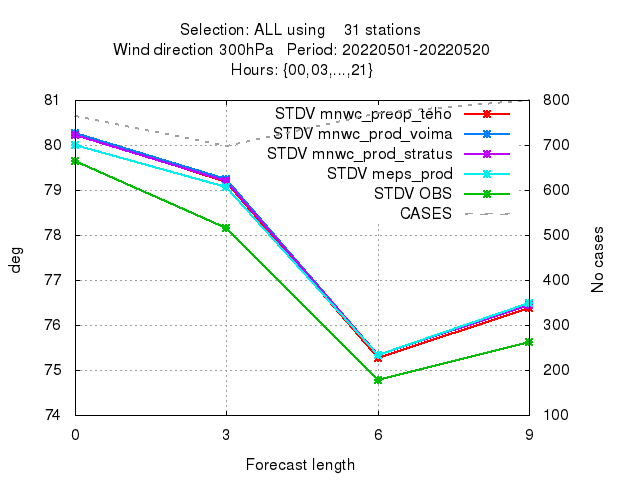 Selection: ALL using    31 stations
Wind direction 300hPa   Period: 20220501-20220520
Hours: {00,03,...,21}
STDV mnwc_preop_teho
STDV mnwc_prod_voima
STDV mnwc_prod_stratus
STDV meps_prod
STDV OBS
CASES
81
80
79
78
77
76
75
74
800
700
600
500
400
300
200
100
deg
No cases
0 3 6 9
Forecast length